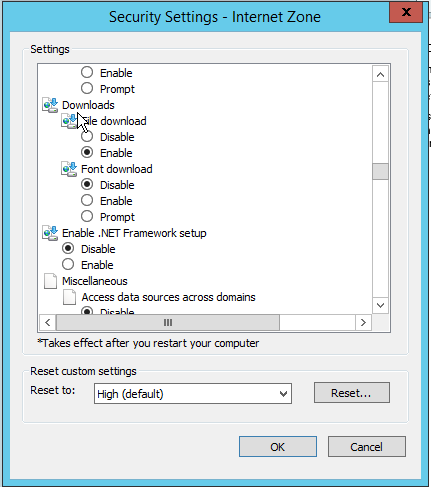 Security Settings - Internet Zone
Settings
Enable
Prompt
Downloads
File download
Disable
Enable
Font download
Disable
Enable
Prompt
Enable .NET Framework setup
Disable
Enable
Miscellaneous
Access data sources across domains
Disable
*Takes effect after you restart your computer
Reset custom settings
Reset to:
High (default)
Reset...
OK
Cancel